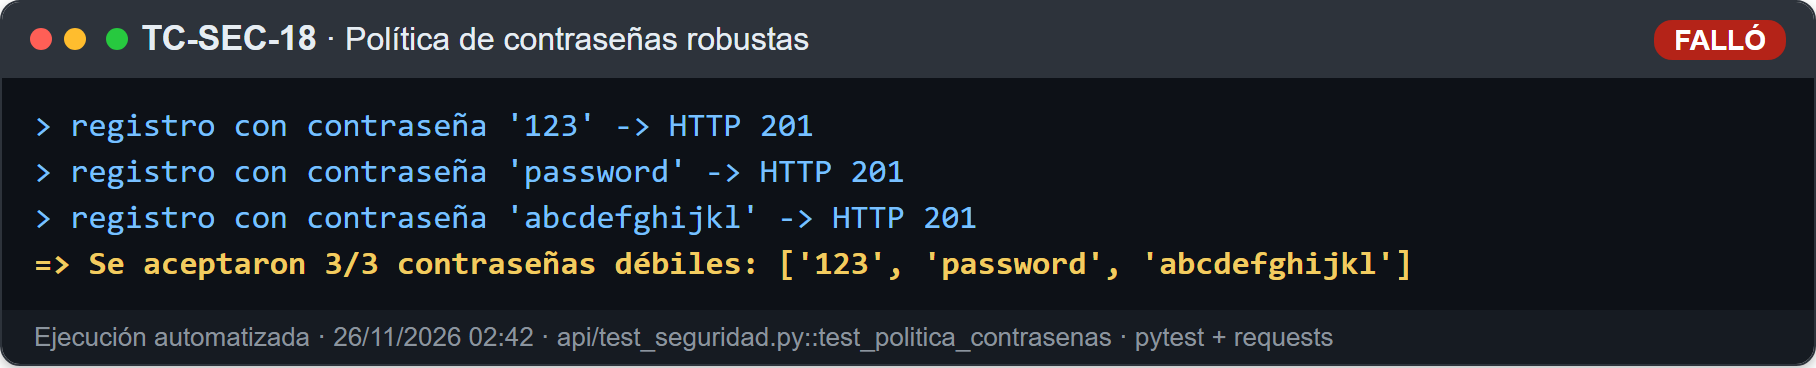 TC-SEC-18 · Política de contraseñas robustas FALLÓ
> registro con contraseña '123' -> HTTP 201
> registro con contraseña 'password' -> HTTP 201
> registro con contraseña 'abcdefghijkl' -> HTTP 201
=> Se aceptaron 3/3 contraseñas débiles: ['123', 'password', 'abcdefghijkl']
Ejecución automatizada · 26/11/2026 02:42 · api/test_seguridad.py::test_politica_contrasenas · pytest + requests